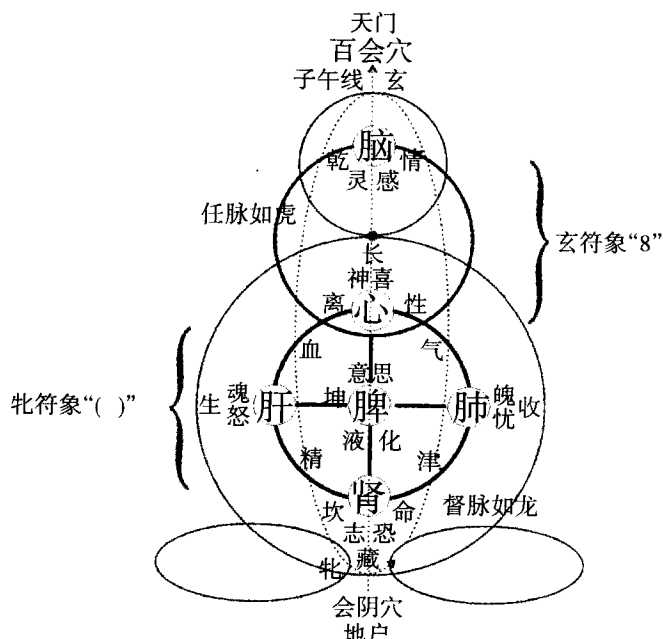 天门
百会穴
子午线 玄
脑
乾 情
灵感
任脉如虎
玄符象“8”
长
神喜
离 心 性
血 气
意思
牝符象“( )”
生 魂怒 肝 坤 脾 肺 魄忧 收
液化
精 津
肾
坎 命
督脉如龙
志恐
藏
牝
会阴穴
地户